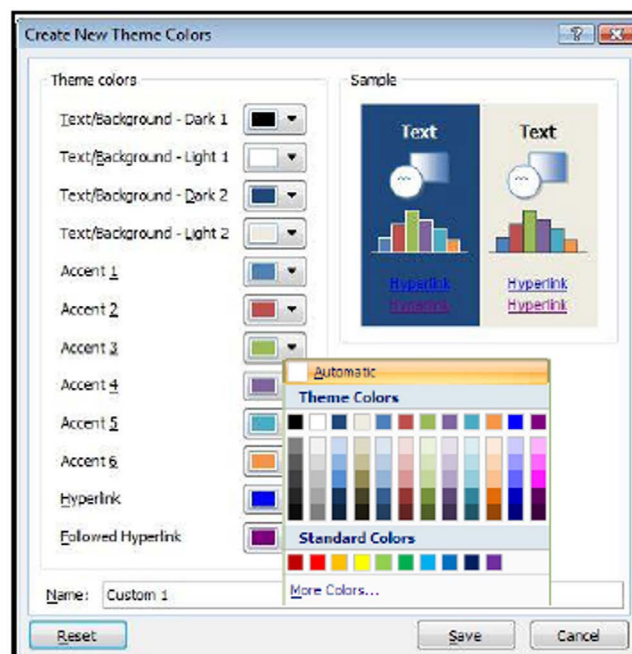 Create New Theme Colors
Theme colors
Sample
Text/Background - Dark 1
Text/Background - Light 1
Text/Background - Dark 2
Text/Background - Light 2
Accent 1
Accent 2
Accent 3
Accent 4
Accent 5
Accent 6
Hyperlink
Followed Hyperlink
Text Text
Hyperlink Hyperlink
Hyperlink Hyperlink
Automatic
Theme Colors
Standard Colors
More Colors...
Name: Custom 1
Reset Save Cancel